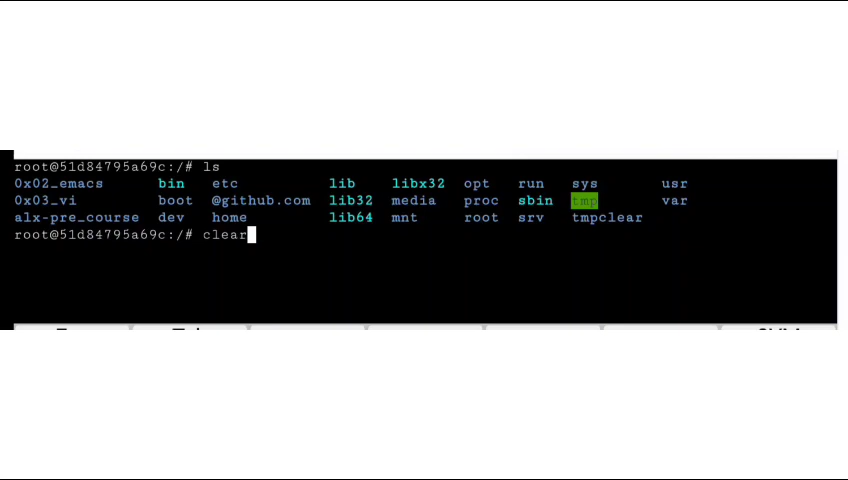 root@51d84795a69c:/# ls
0x02_emacs bin etc lib libx32 opt run sys usr
0x03_vi boot @github.com lib32 media proc sbin tmp var
alx-pre_course dev home lib64 mnt root srv tmpclear
root@51d84795a69c:/# clear